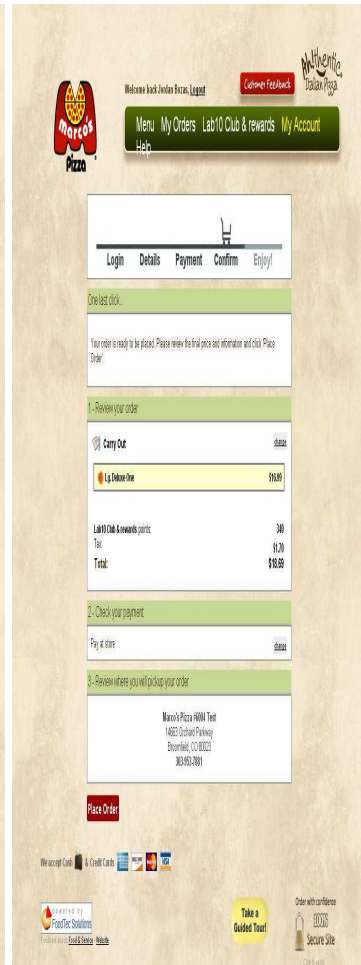 Ah!thentic
Italian Pizza
Welcome back Jordan Bozas, Logout
Customer Feedback
Marco's
Pizza
Menu My Orders Lab10 Club & rewards My Account
Help
Login Details Payment Confirm Enjoy!
One last click...
Your order is ready to be placed. Please review the final price and information and click 'Place
Order'.
1 - Review your order
Carry Out change
Lg. Deluxe One $16.99
Lab10 Club & rewards points: 340
Tax: $1.70
Total: $18.69
2 - Check your payment
Pay at store change
3 - Review where you will pickup your order
Marco's Pizza #6004 Test
14663 Orchard Parkway
Broomfield, CO 80023
303-953-7881
Place Order
We accept Cash & Credit Cards
VISA
powered by
FoodTec Solutions
Food & Service Website
Take a
Guided Tour!
Order with confidence
Secure Site